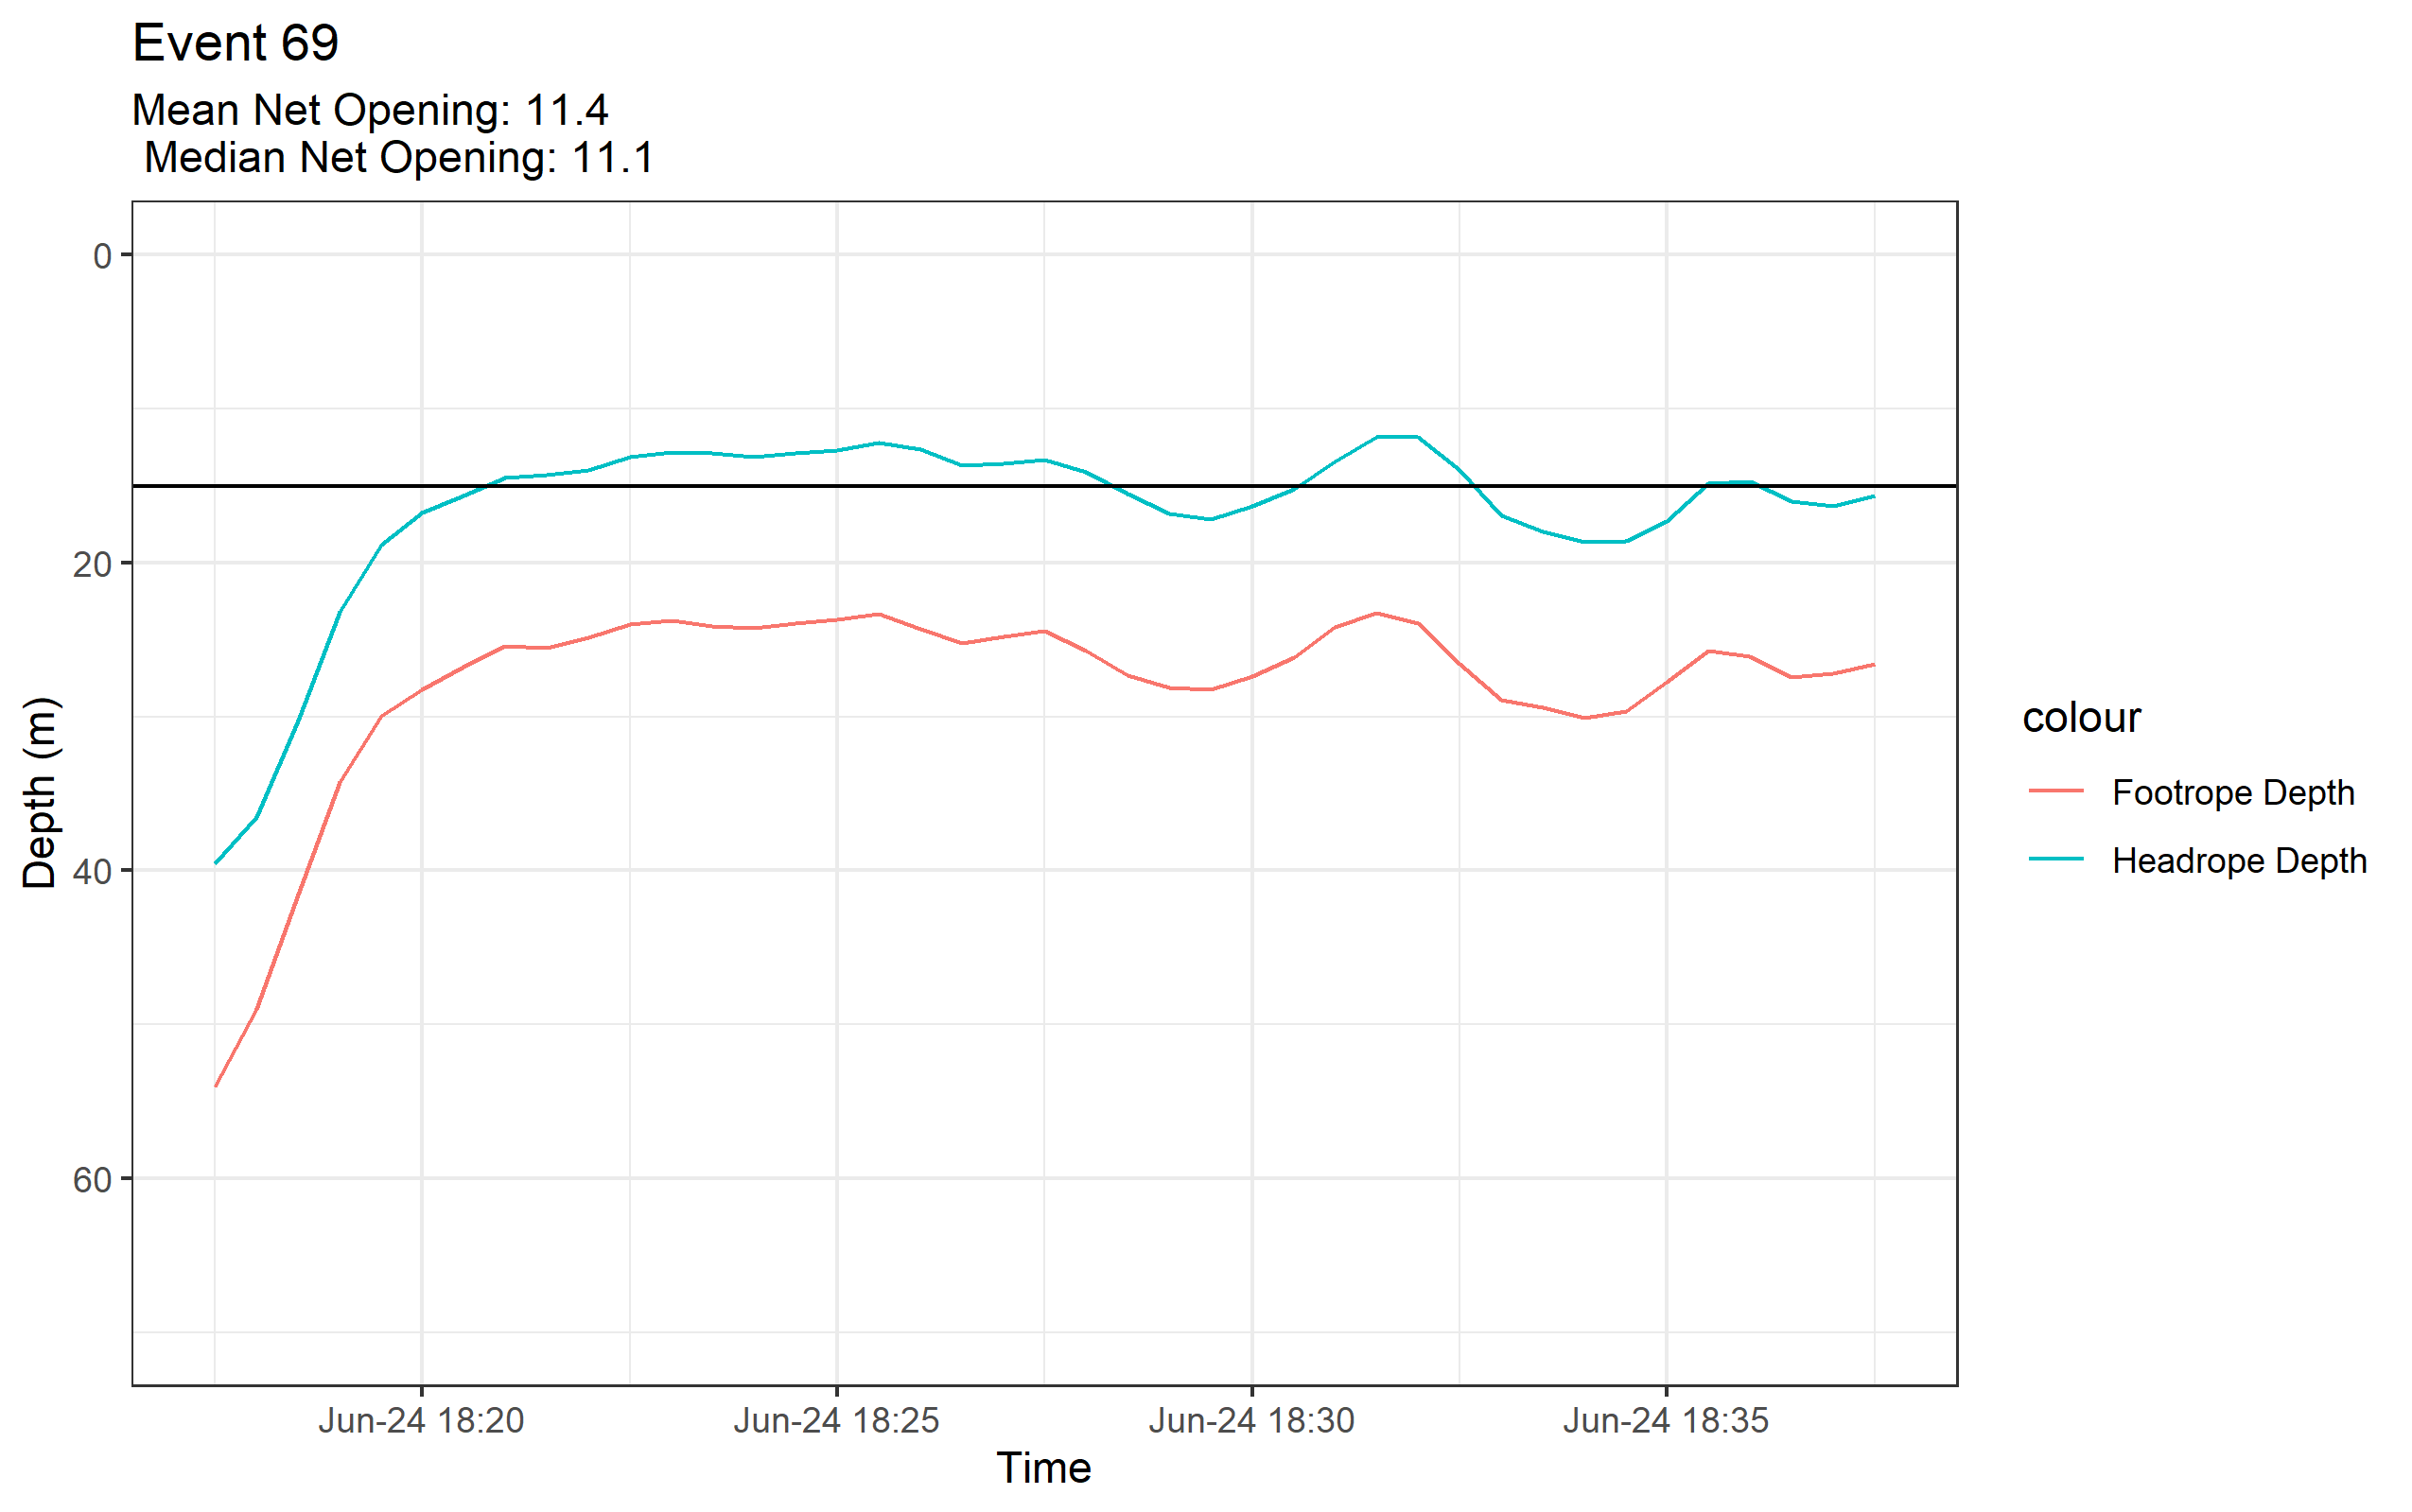 Event 69
Mean Net Opening: 11.4
Median Net Opening: 11.1
0
20
40
60
Depth (m)
Jun-24 18:20
Jun-24 18:25
Jun-24 18:30
Jun-24 18:35
Time
colour
Footrope Depth
Headrope Depth